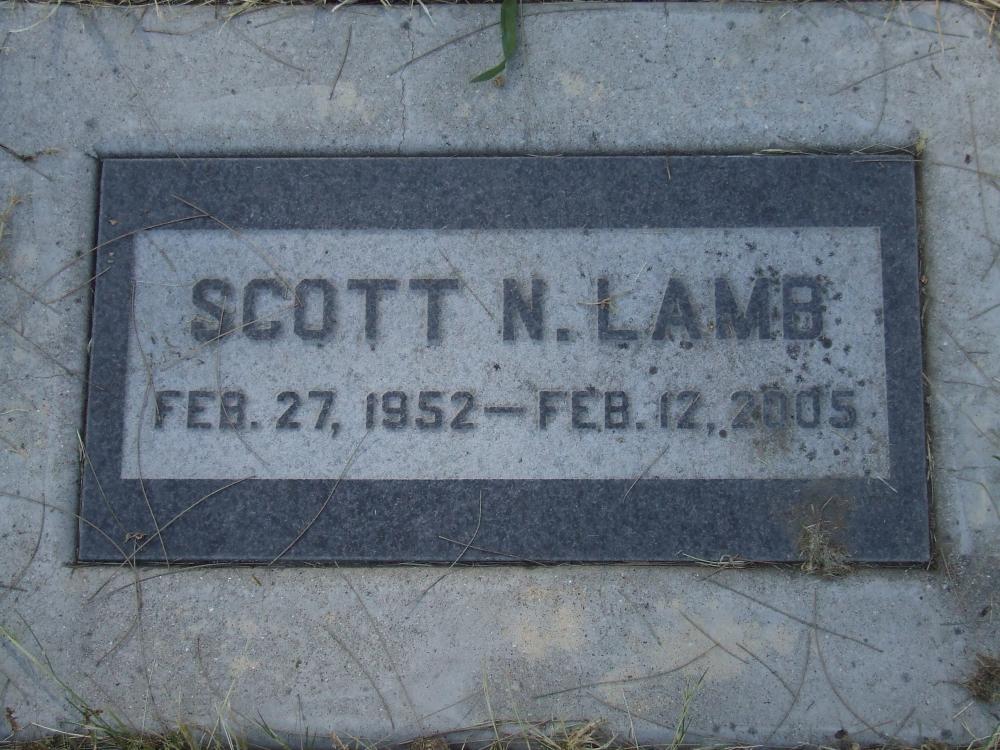 SCOTT N. LAMB
FEB. 27, 1952—FEB. 12, 2005